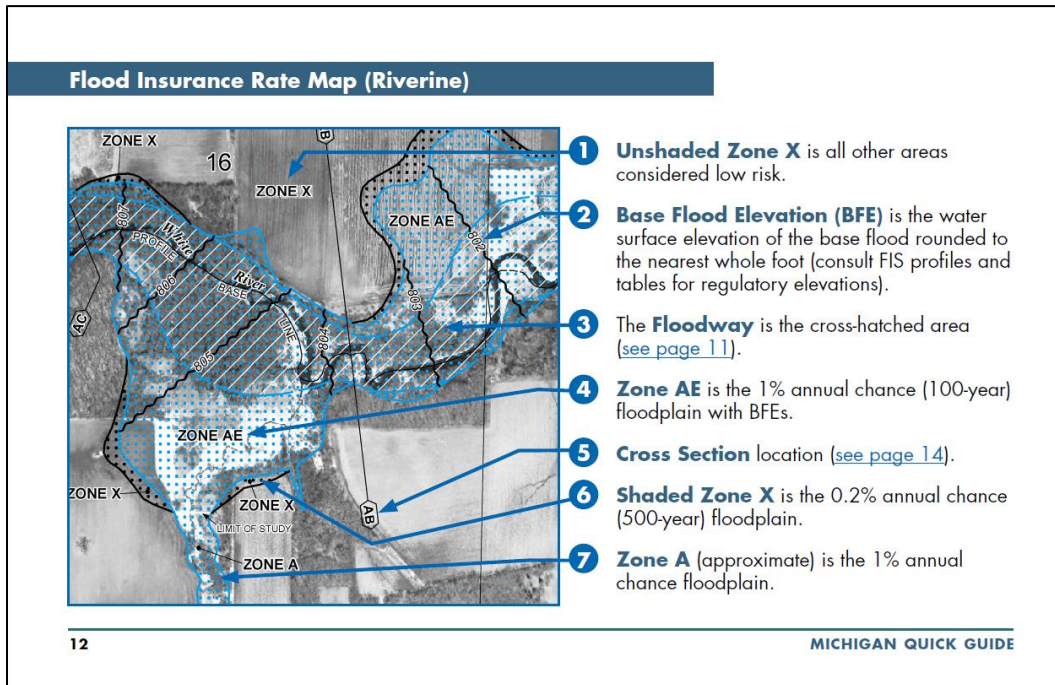 Flood Insurance Rate Map (Riverine)
ZONE X
16
B
ZONE X
ZONE AE
807
White
PROFILE
River
BASE
LINE
806
805
804
803
802
AC
ZONE AE
ZONE X
ZONE X
LIMIT OF STUDY
ZONE A
AB
1 Unshaded Zone X is all other areas
considered low risk.
2 Base Flood Elevation (BFE) is the water
surface elevation of the base flood rounded to
the nearest whole foot (consult FIS profiles and
tables for regulatory elevations).
3 The Floodway is the cross-hatched area
(see page 11).
4 Zone AE is the 1% annual chance (100-year)
floodplain with BFEs.
5 Cross Section location (see page 14).
6 Shaded Zone X is the 0.2% annual chance
(500-year) floodplain.
7 Zone A (approximate) is the 1% annual
chance floodplain.
12
MICHIGAN QUICK GUIDE